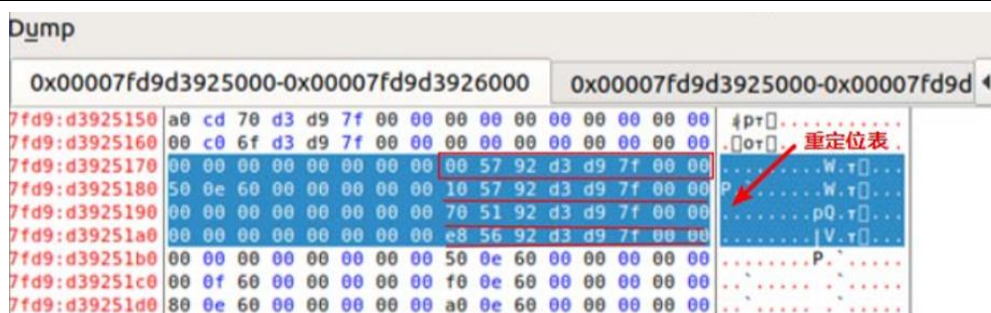 Dump
0x00007fd9d3925000-0x00007fd9d3926000 0x00007fd9d3925000-0x00007fd9d
7fd9:d3925150 a0 cd 70 d3 d9 7f 00 00 00 00 00 00 00 00 00 00
7fd9:d3925160 00 c0 6f d3 d9 7f 00 00 00 00 00 00 00 00 00 00
重定位表
7fd9:d3925170 00 00 00 00 00 00 00 00 00 57 92 d3 d9 7f 00 00 ........W.т....
7fd9:d3925180 50 0e 60 00 00 00 00 00 10 57 92 d3 d9 7f 00 00
7fd9:d3925190 00 00 00 00 00 00 00 00 70 51 92 d3 d9 7f 00 00 ........pQ.т....
7fd9:d39251a0 00 00 00 00 00 00 00 00 e8 56 92 d3 d9 7f 00 00
7fd9:d39251b0 00 00 00 00 00 00 00 00 50 0e 60 00 00 00 00 00 ........P.`.....
7fd9:d39251c0 00 0f 60 00 00 00 00 00 f0 0e 60 00 00 00 00 00 ..`.......`.....
7fd9:d39251d0 80 0e 60 00 00 00 00 00 a0 0e 60 00 00 00 00 00